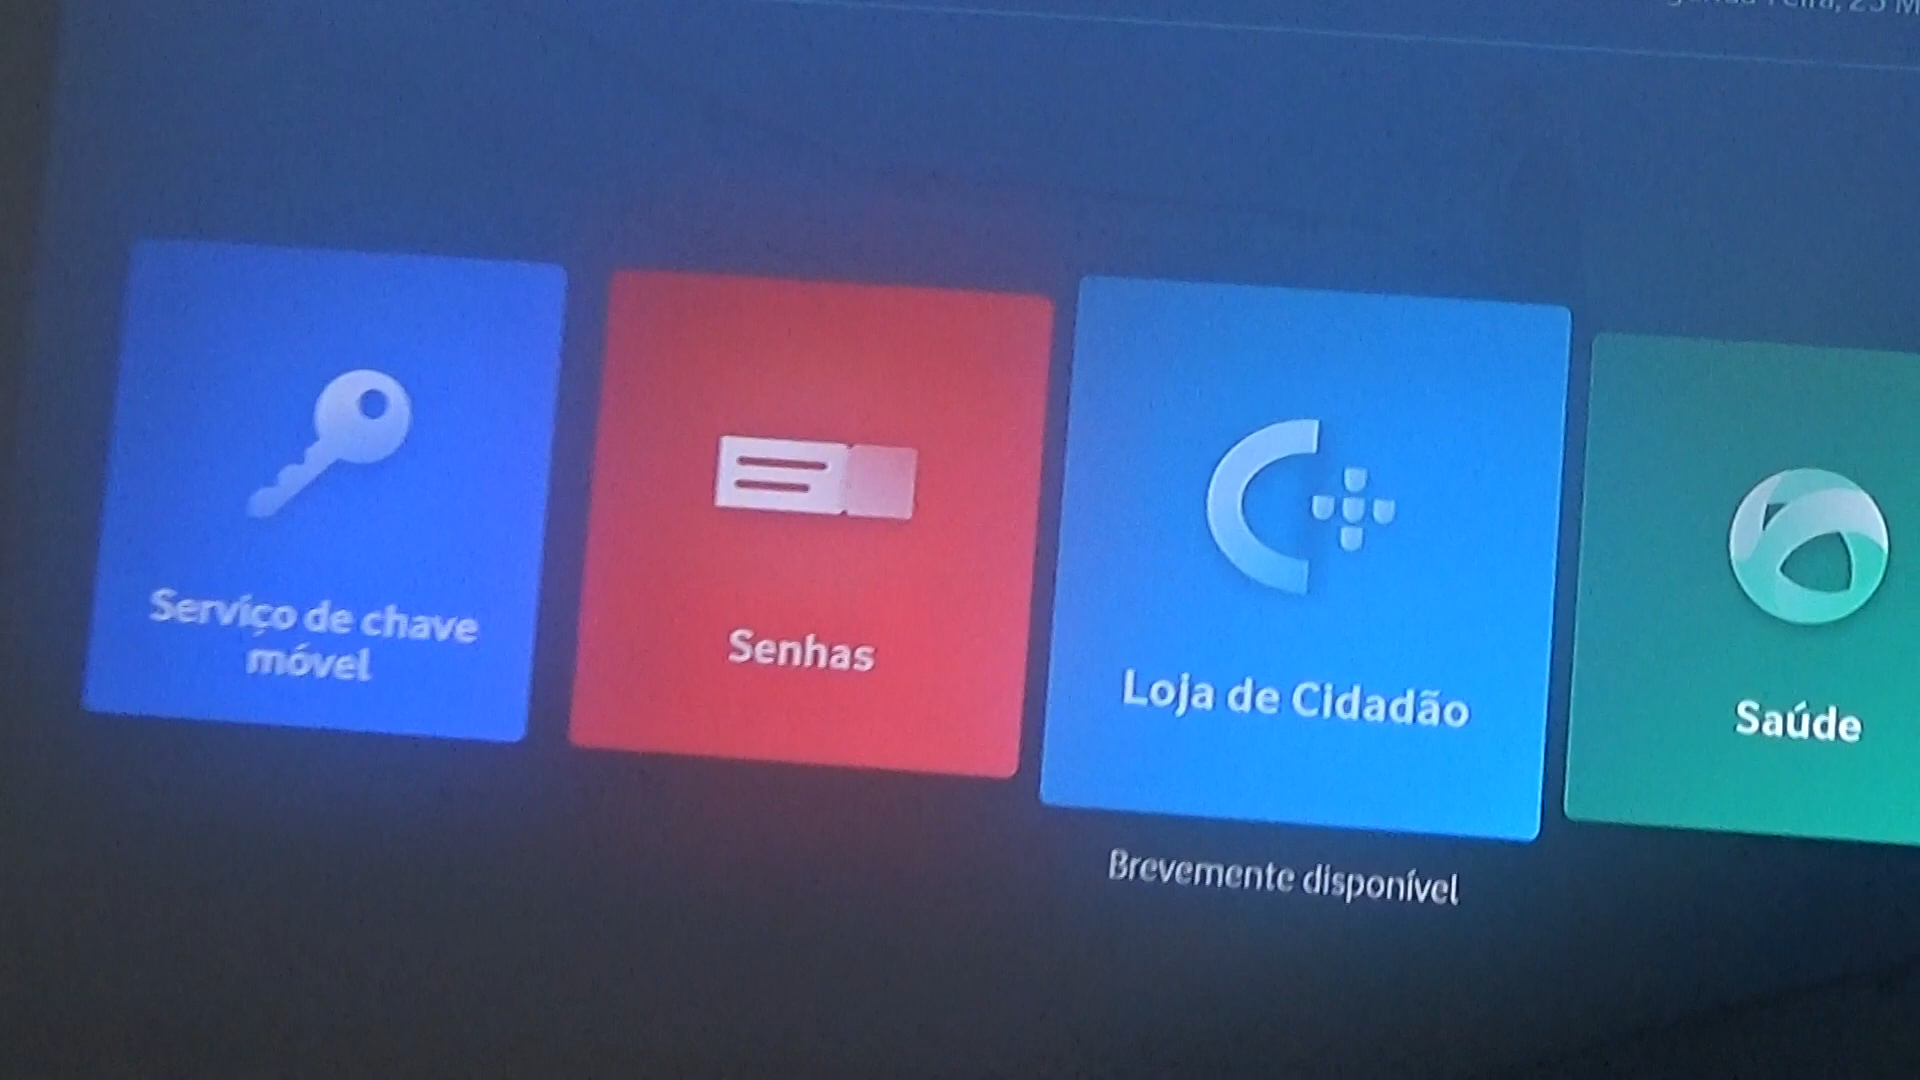 Serviço de chave
móvel
Senhas
Loja de Cidadão
Saúde
Brevemente disponível